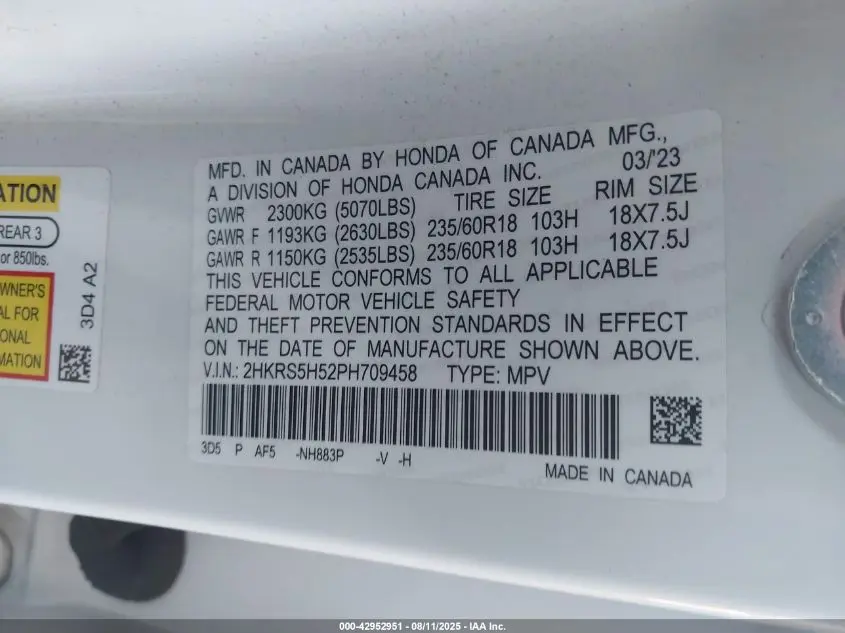 ATION
REAR 3
or 850lbs.
WNER'S
AL FOR
ONAL
MATION
3D4 A2
MFD. IN CANADA BY HONDA OF CANADA MFG.,
A DIVISION OF HONDA CANADA INC. 03/'23
GVWR 2300KG (5070LBS) TIRE SIZE RIM SIZE
GAWR F 1193KG (2630LBS) 235/60R18 103H 18X7.5J
GAWR R 1150KG (2535LBS) 235/60R18 103H 18X7.5J
THIS VEHICLE CONFORMS TO ALL APPLICABLE
FEDERAL MOTOR VEHICLE SAFETY
AND THEFT PREVENTION STANDARDS IN EFFECT
ON THE DATE OF MANUFACTURE SHOWN ABOVE.
V.I.N.: 2HKRS5H52PH709458 TYPE: MPV
3D5 P AF5 -NH883P -V -H
MADE IN CANADA
000-42952951 - 08/11/2025 - IAA Inc.